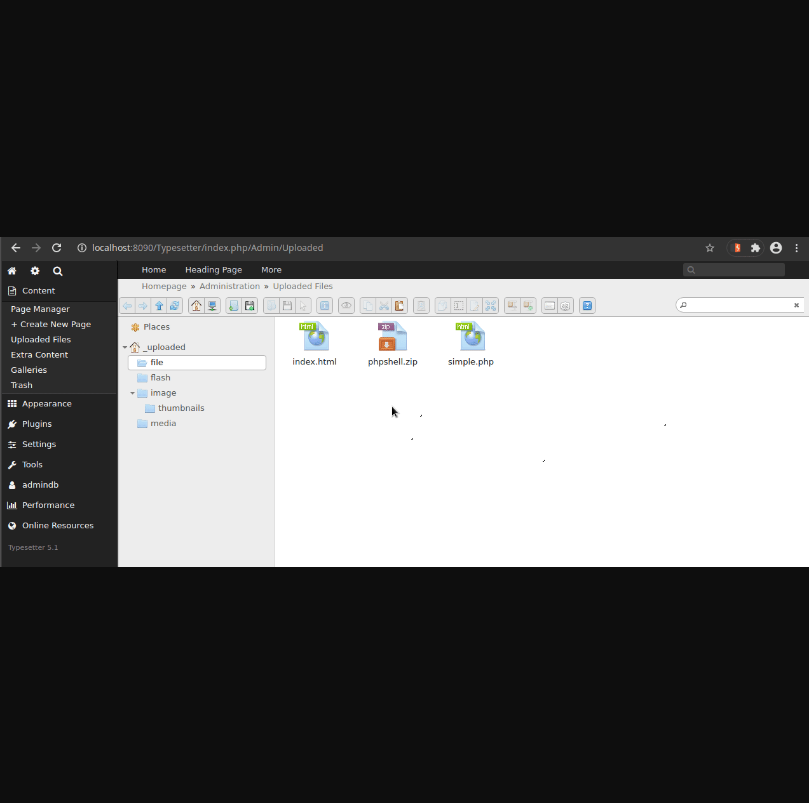 localhost:8090/Typesetter/index.php/Admin/Uploaded
Home Heading Page More
Content
Homepage » Administration » Uploaded Files
Page Manager
+ Create New Page
Uploaded Files
Extra Content
Galleries
Trash
Appearance
Plugins
Settings
Tools
admindb
Performance
Online Resources
Typesetter 5.1
Places
_uploaded
file
flash
image
thumbnails
media
html
zip
html
index.html
phpshell.zip
simple.php